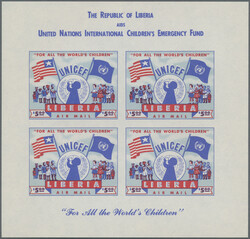 THE REPUBLIC OF LIBERIA
AIDS
UNITED NATIONS INTERNATIONAL CHILDREN'S EMERGENCY FUND
"FOR ALL THE WORLD'S CHILDREN" "FOR ALL THE WORLD'S CHILDREN"
UNICEF UNICEF
LIBERIA LIBERIA
AIR MAIL AIR MAIL
"FOR ALL THE WORLD'S CHILDREN" "FOR ALL THE WORLD'S CHILDREN"
UNICEF UNICEF
LIBERIA LIBERIA
AIR MAIL AIR MAIL
"For All the World's Children"